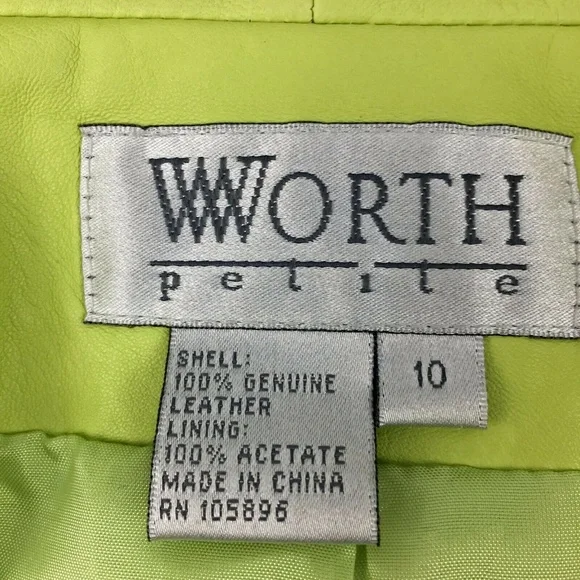 WORTH
petite
SHELL:
100% GENUINE
LEATHER
LINING:
100% ACETATE
MADE IN CHINA
RN 105896
10